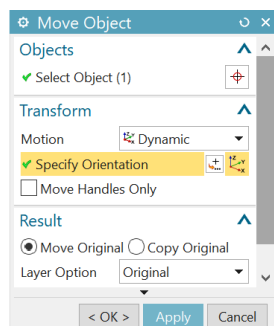 Move Object
Objects
Select Object (1)
Transform
Motion Dynamic
Specify Orientation
Move Handles Only
Result
Move Original Copy Original
Layer Option Original
< OK > Apply Cancel